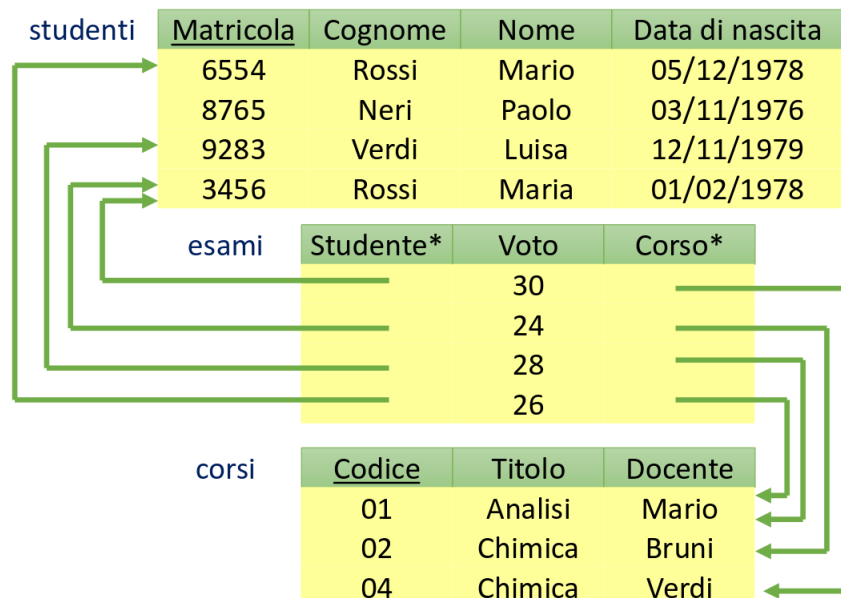 studenti Matricola Cognome Nome Data di nascita
6554 Rossi Mario 05/12/1978
8765 Neri Paolo 03/11/1976
9283 Verdi Luisa 12/11/1979
3456 Rossi Maria 01/02/1978
esami Studente* Voto Corso*
30
24
28
26
corsi Codice Titolo Docente
01 Analisi Mario
02 Chimica Bruni
04 Chimica Verdi